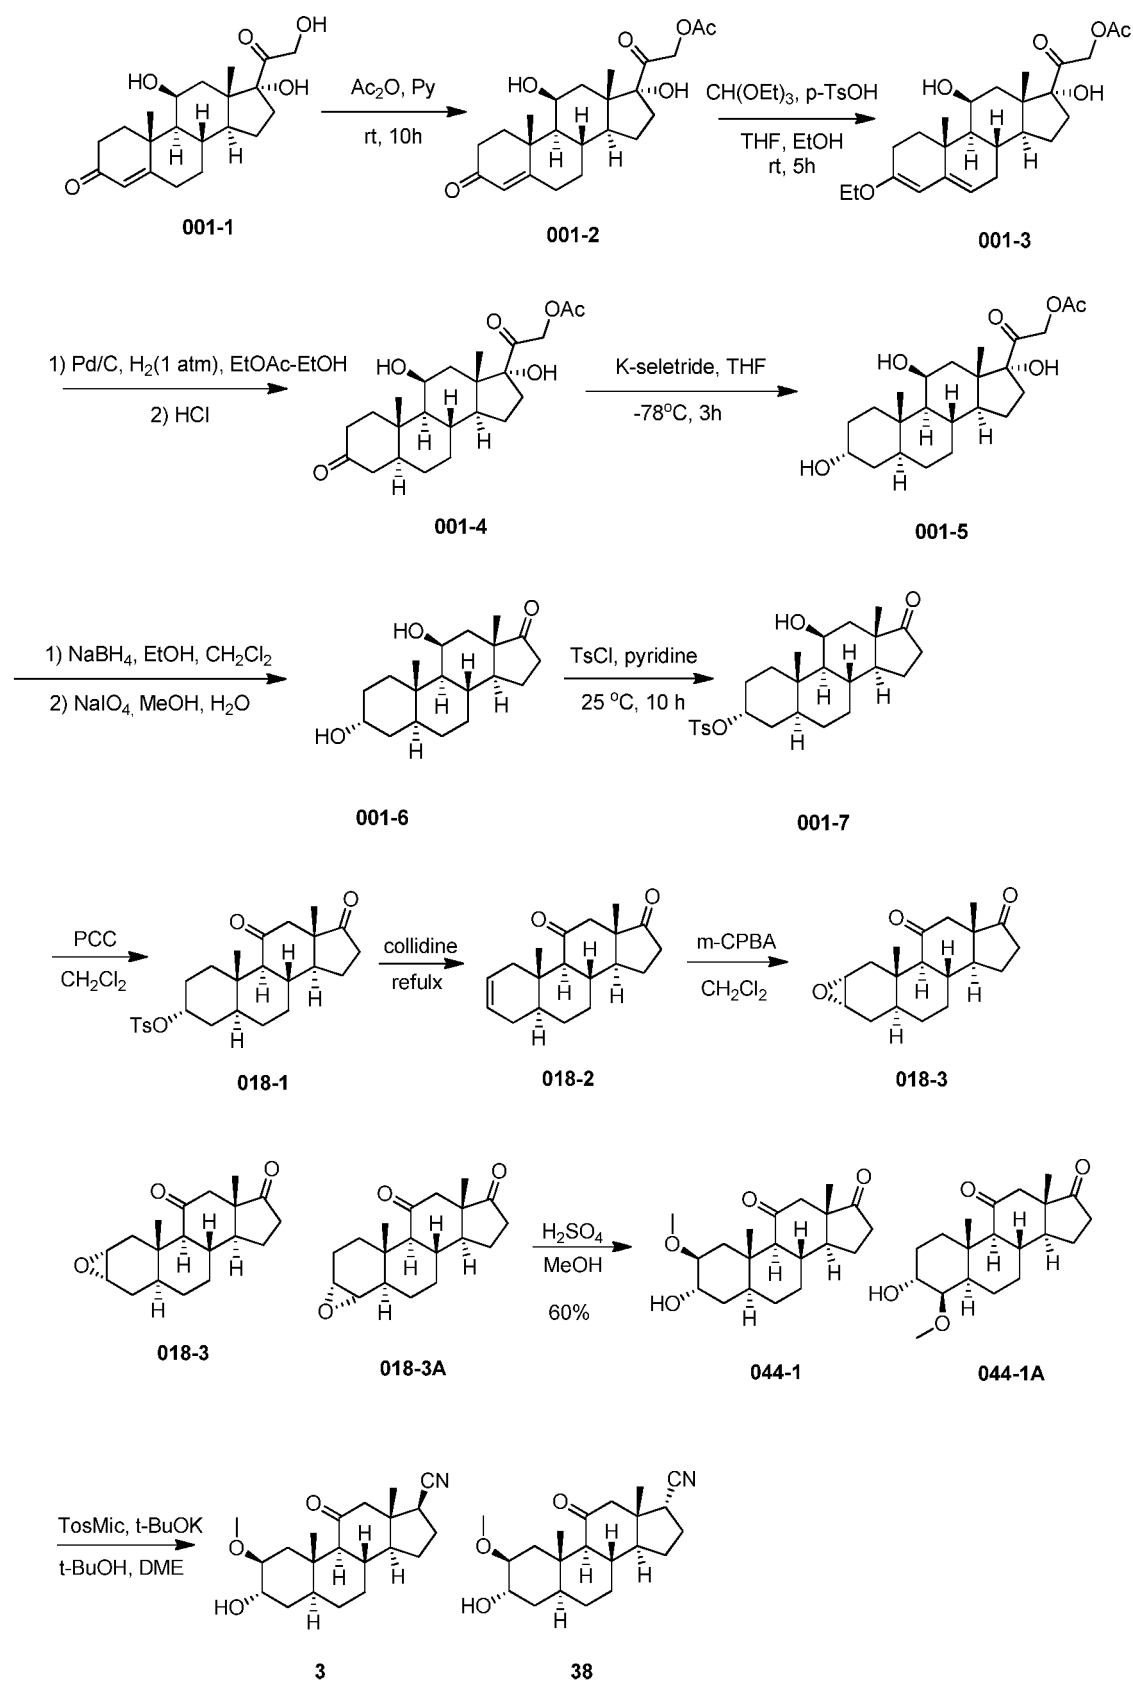 OH
O
HO
OH
H
H
H
O
001-1
Ac2O, Py
rt, 10h
OAc
O
HO
OH
H
H
H
O
001-2
CH(OEt)3, p-TsOH
THF, EtOH
rt, 5h
OAc
O
HO
OH
H
H
H
EtO
001-3
1) Pd/C, H2(1 atm), EtOAc-EtOH
2) HCl
OAc
O
HO
OH
H
H
H
O
H
001-4
K-seletride, THF
-78°C, 3h
OAc
O
HO
OH
H
H
H
HO
H
001-5
1) NaBH4, EtOH, CH2Cl2
2) NaIO4, MeOH, H2O
O
HO
H
H
H
HO
H
001-6
TsCl, pyridine
25 °C, 10 h
O
HO
H
H
H
TsO
H
001-7
PCC
CH2Cl2
O
O
H
H
H
TsO
H
018-1
collidine
refulx
O
O
H
H
H
H
018-2
m-CPBA
CH2Cl2
O
O
H
H
H
O
H
018-3
O
O
H
H
H
O
H
018-3
O
O
H
H
H
O
H
018-3A
H2SO4
MeOH
60%
O
O
O
H
H
H
HO
H
044-1
O
O
H
H
H
HO
H
O
044-1A
TosMic, t-BuOK
t-BuOH, DME
CN
O
O
H
H
H
HO
H
3
CN
O
O
H
H
H
HO
H
38